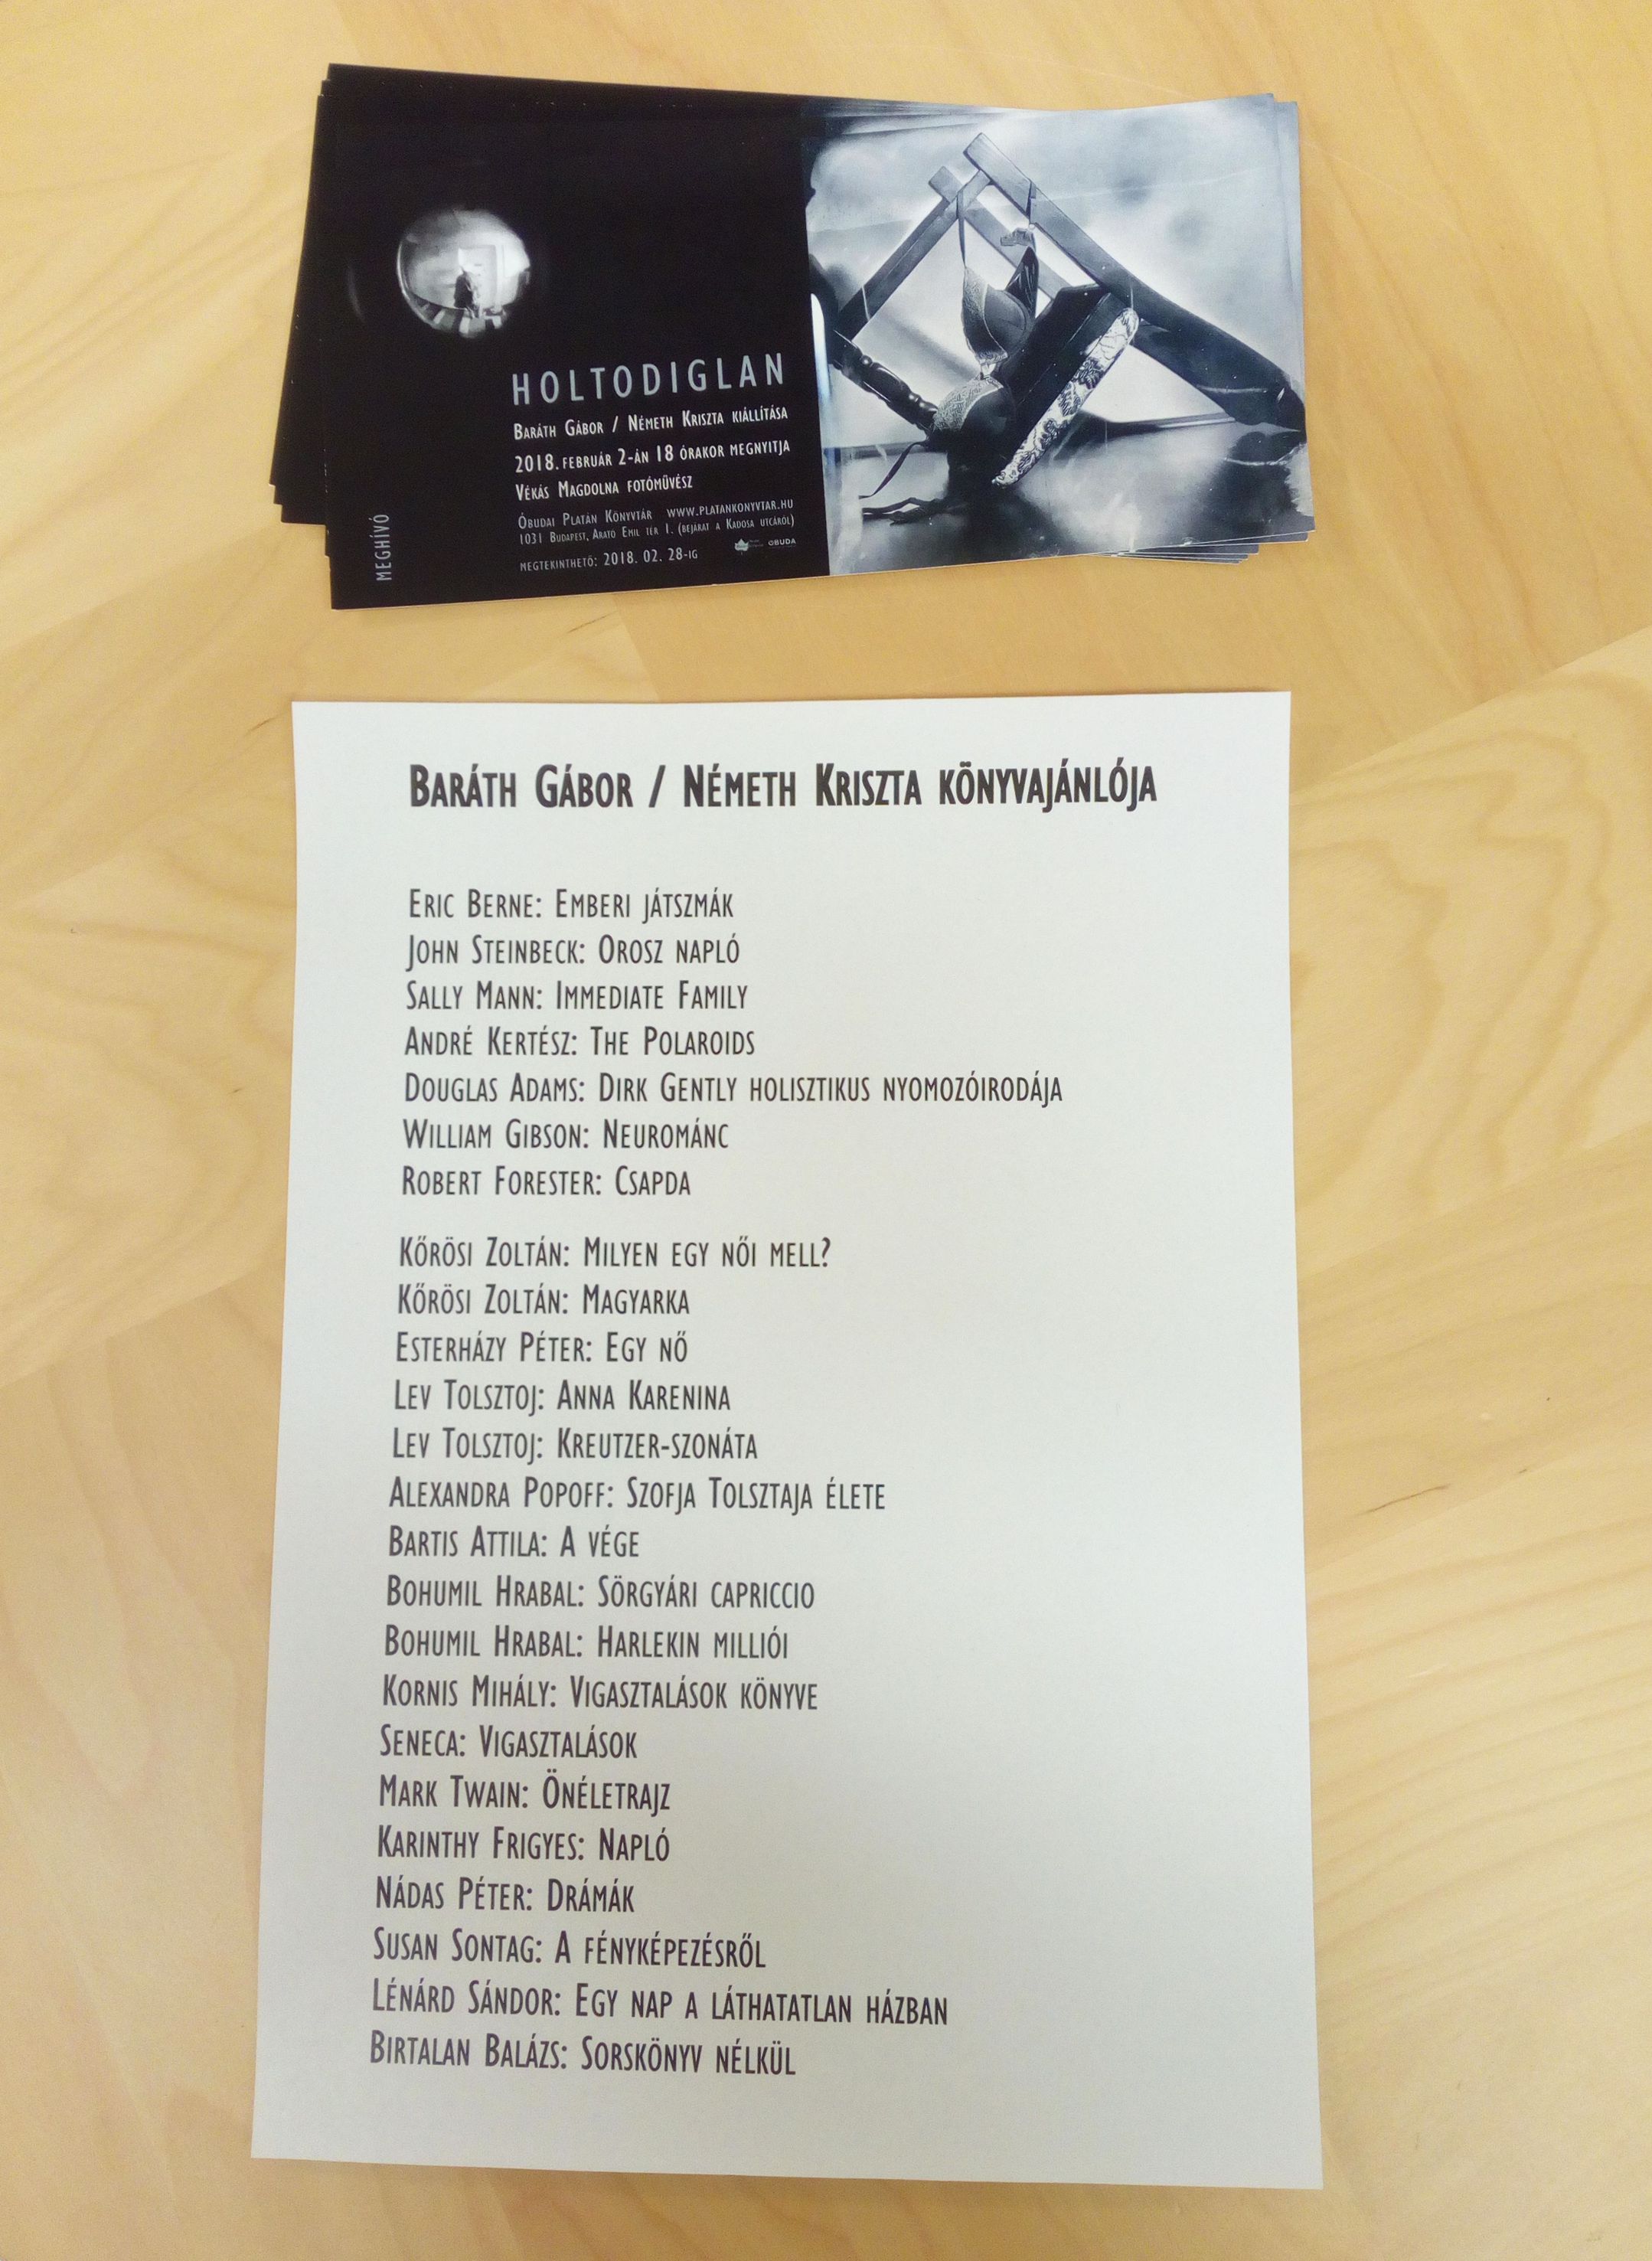 HOLTODIGLAN
BARÁTH GÁBOR / NÉMETH KRISZTA KIÁLLÍTÁSA
2018. FEBRUÁR 2-ÁN 18 ÓRAKOR MEGNYITJA
VÉKÁS MAGDOLNA FOTÓMŰVÉSZ
ÓBUDAI PLATÁN KÖNYVTÁR WWW.PLATANKONYVTAR.HU
1031 BUDAPEST, ARATÓ EMIL TÉR 1. (BEJÁRAT A KADOSA UTCÁRÓL)
MEGTEKINTHETŐ: 2018. 02. 28-IG
ÓBUDA
MEGHÍVÓ
BARÁTH GÁBOR / NÉMETH KRISZTA KÖNYVAJÁNLÓJA
ERIC BERNE: EMBERI JÁTSZMÁK
JOHN STEINBECK: OROSZ NAPLÓ
SALLY MANN: IMMEDIATE FAMILY
ANDRÉ KERTÉSZ: THE POLAROIDS
DOUGLAS ADAMS: DIRK GENTLY HOLISZTIKUS NYOMOZÓIRODÁJA
WILLIAM GIBSON: NEUROMÁNC
ROBERT FORESTER: CSAPDA
KŐRÖSI ZOLTÁN: MILYEN EGY NŐI MELL?
KŐRÖSI ZOLTÁN: MAGYARKA
ESTERHÁZY PÉTER: EGY NŐ
LEV TOLSZTOJ: ANNA KARENINA
LEV TOLSZTOJ: KREUTZER-SZONÁTA
ALEXANDRA POPOFF: SZOFJA TOLSZTAJA ÉLETE
BARTIS ATTILA: A VÉGE
BOHUMIL HRABAL: SÖRGYÁRI CAPRICCIO
BOHUMIL HRABAL: HARLEKIN MILLIÓI
KORNIS MIHÁLY: VIGASZTALÁSOK KÖNYVE
SENECA: VIGASZTALÁSOK
MARK TWAIN: ÖNÉLETRAJZ
KARINTHY FRIGYES: NAPLÓ
NÁDAS PÉTER: DRÁMÁK
SUSAN SONTAG: A FÉNYKÉPEZÉSRŐL
LÉNÁRD SÁNDOR: EGY NAP A LÁTHATATLAN HÁZBAN
BIRTALAN BALÁZS: SORSKÖNYV NÉLKÜL